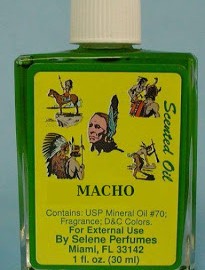 Scented Oil
MACHO
Contains: USP Mineral Oil #70;
Fragrance; D&C Colors.
For External Use
By Selene Perfumes
Miami, FL 33142
1 fl. oz. (30 ml)